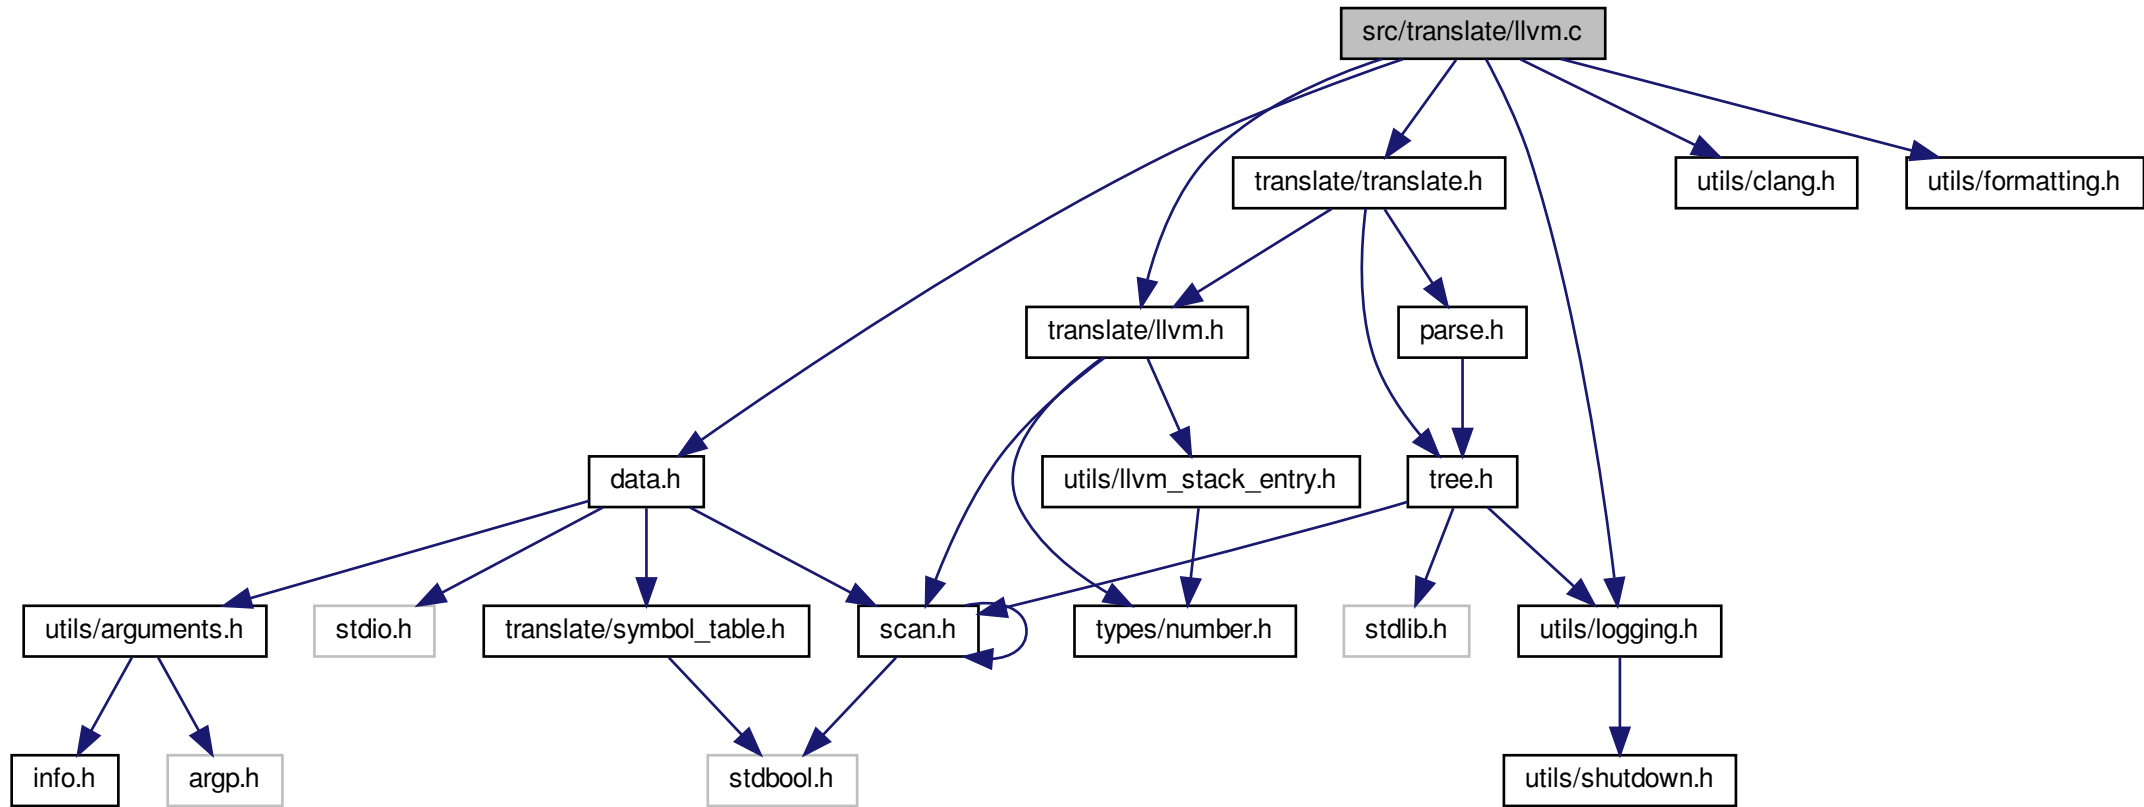 src/translate/llvm.c
translate/translate.h
utils/clang.h
utils/formatting.h
translate/llvm.h
parse.h
data.h
utils/llvm_stack_entry.h
tree.h
utils/arguments.h
stdio.h
translate/symbol_table.h
scan.h
types/number.h
stdlib.h
utils/logging.h
info.h
argp.h
stdbool.h
utils/shutdown.h